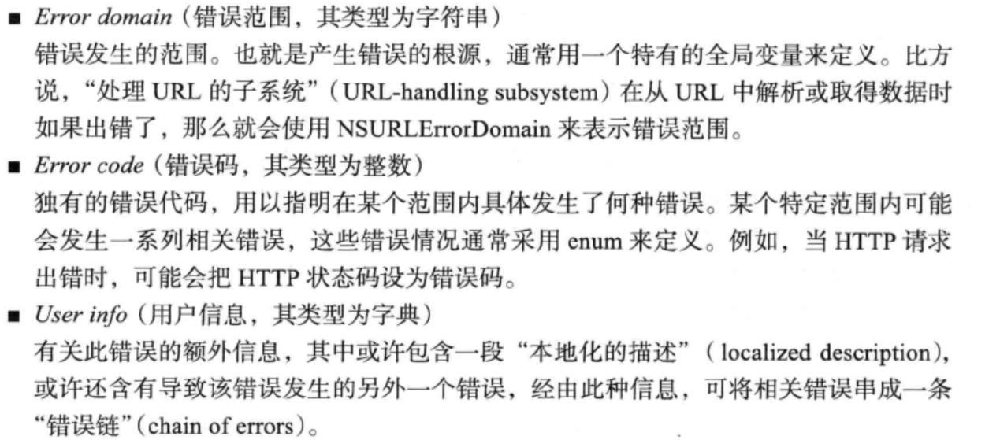 ■ Error domain（错误范围，其类型为字符串）
错误发生的范围。也就是产生错误的根源，通常用一个特有的全局变量来定义。比方
说，“处理 URL 的子系统”（URL-handling subsystem）在从 URL 中解析或取得数据时
如果出错了，那么就会使用 NSURLErrorDomain 来表示错误范围。
■ Error code（错误码，其类型为整数）
独有的错误代码，用以指明在某个范围内具体发生了何种错误。某个特定范围内可能
会发生一系列相关错误，这些错误情况通常采用 enum 来定义。例如，当 HTTP 请求
出错时，可能会把 HTTP 状态码设为错误码。
■ User info（用户信息，其类型为字典）
有关此错误的额外信息，其中或许包含一段“本地化的描述”（localized description），
或许还含有导致该错误发生的另外一个错误，经由此种信息，可将相关错误串成一条
“错误链”（chain of errors）。